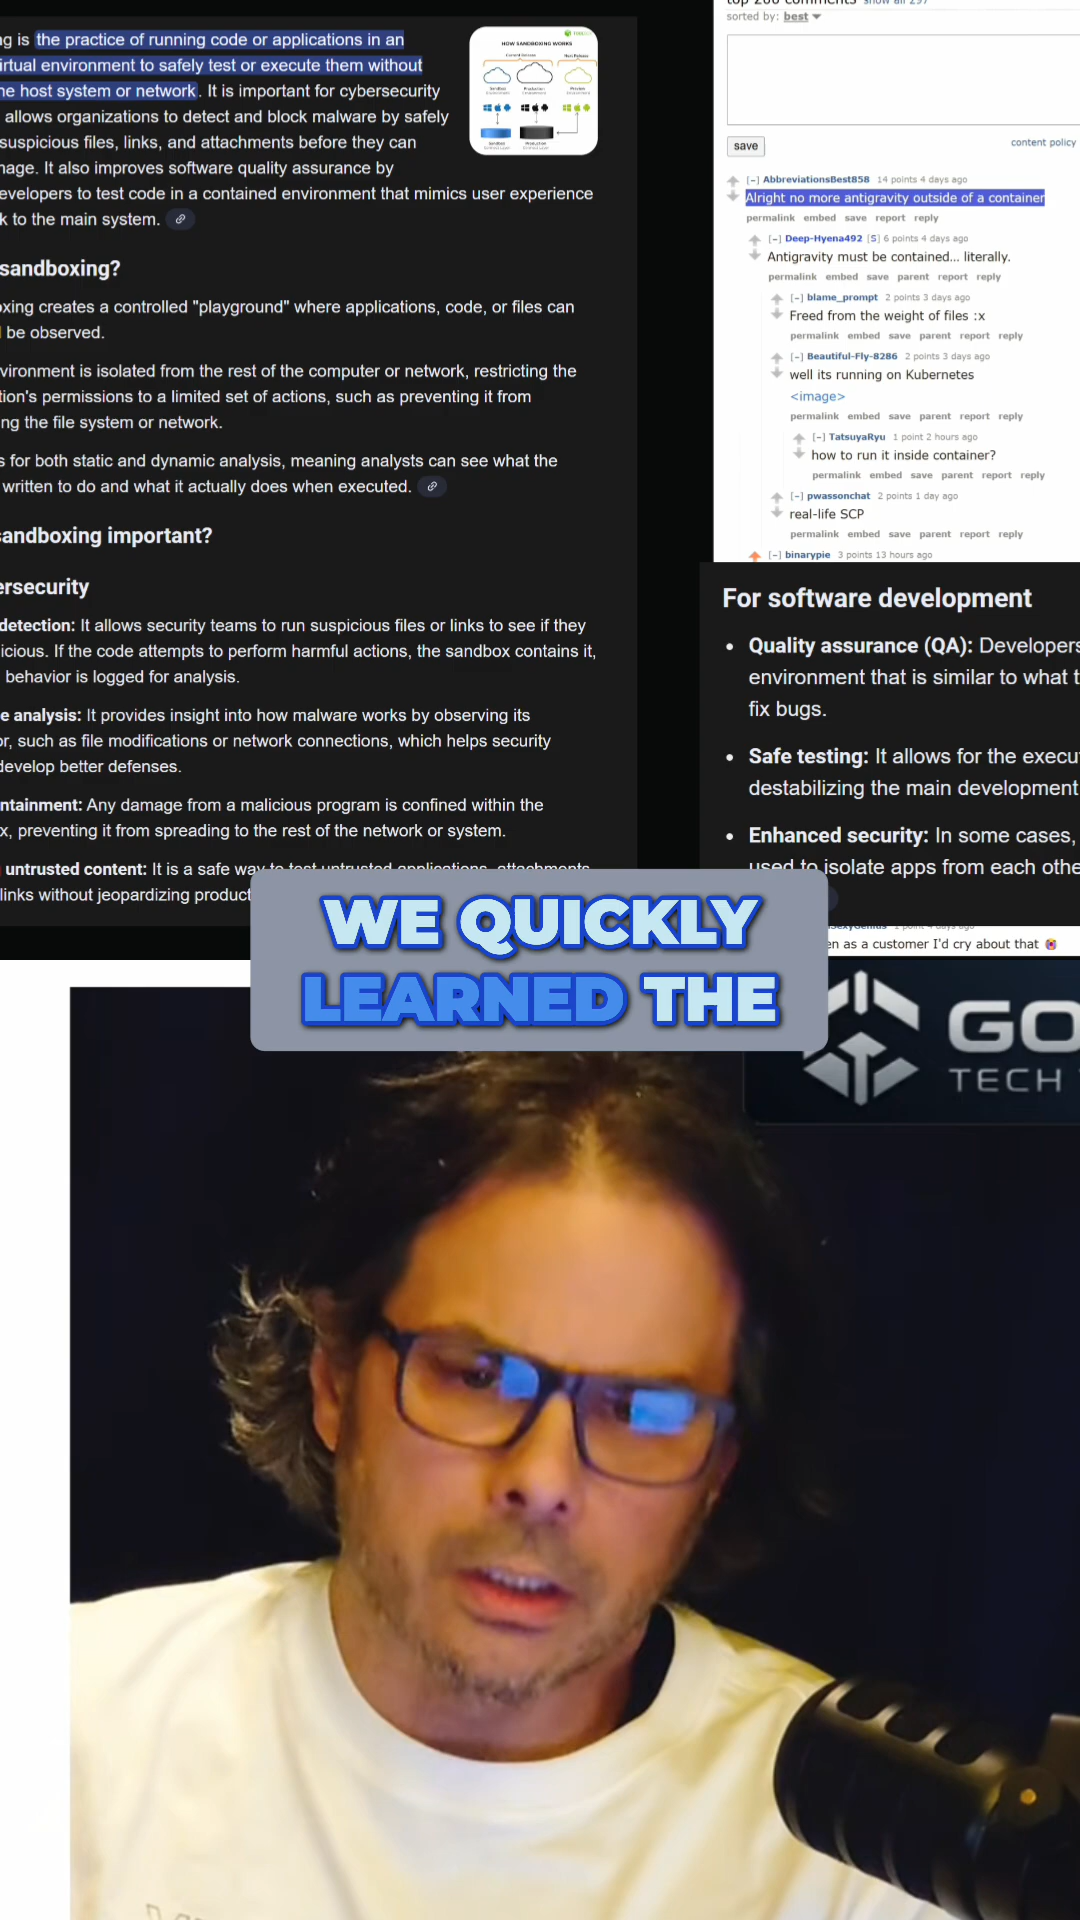 ng is the practice of running code or applications in an
irtual environment to safely test or execute them without
ne host system or network. It is important for cybersecurity
allows organizations to detect and block malware by safely
suspicious files, links, and attachments before they can
nage. It also improves software quality assurance by
evelopers to test code in a contained environment that mimics user experience
k to the main system.
HOW SANDBOXING WORKS
sandboxing?
oxing creates a controlled "playground" where applications, code, or files can
l be observed.
vironment is isolated from the rest of the computer or network, restricting the
tion's permissions to a limited set of actions, such as preventing it from
ng the file system or network.
s for both static and dynamic analysis, meaning analysts can see what the
written to do and what it actually does when executed.
sandboxing important?
ersecurity
detection: It allows security teams to run suspicious files or links to see if they
icious. If the code attempts to perform harmful actions, the sandbox contains it,
behavior is logged for analysis.
e analysis: It provides insight into how malware works by observing its
or, such as file modifications or network connections, which helps security
develop better defenses.
ntainment: Any damage from a malicious program is confined within the
x, preventing it from spreading to the rest of the network or system.
untrusted content: It is a safe way to test untrusted applications, attachments
links without jeopardizing product
top 200 comments show all 297
sorted by: best
save
content policy
[–] AbbreviationsBest858 14 points 4 days ago
Alright no more antigravity outside of a container
permalink embed save report reply
[–] Deep-Hyena492 [S] 6 points 4 days ago
Antigravity must be contained... literally.
permalink embed save parent report reply
[–] blame_prompt 2 points 3 days ago
Freed from the weight of files :x
permalink embed save parent report reply
[–] Beautiful-Fly-8286 2 points 3 days ago
well its running on Kubernetes
<image>
permalink embed save parent report reply
[–] TatsuyaRyu 1 point 2 hours ago
how to run it inside container?
permalink embed save parent report reply
[–] pwassonchat 2 points 1 day ago
real-life SCP
permalink embed save parent report reply
[–] binarypie 3 points 13 hours ago
For software development
• Quality assurance (QA): Developers
environment that is similar to what t
fix bugs.
• Safe testing: It allows for the execu
destabilizing the main development
• Enhanced security: In some cases,
used to isolate apps from each othe
en as a customer I'd cry about that
WE QUICKLY
LEARNED THE
GO
TECH